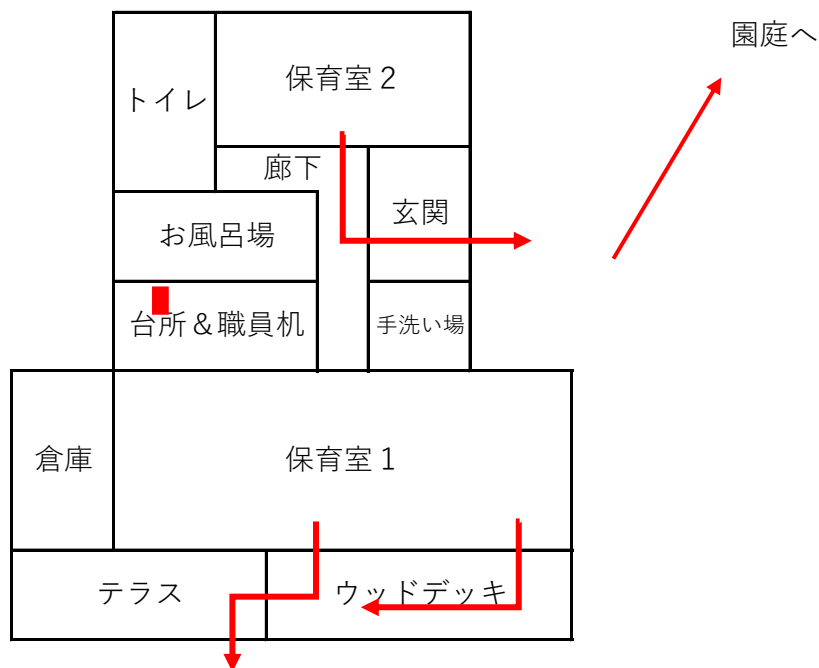 園庭へ
保育室２
トイレ
廊下
玄関
お風呂場
台所＆職員机
手洗い場
倉庫
保育室１
テラス
ウッドデッキ